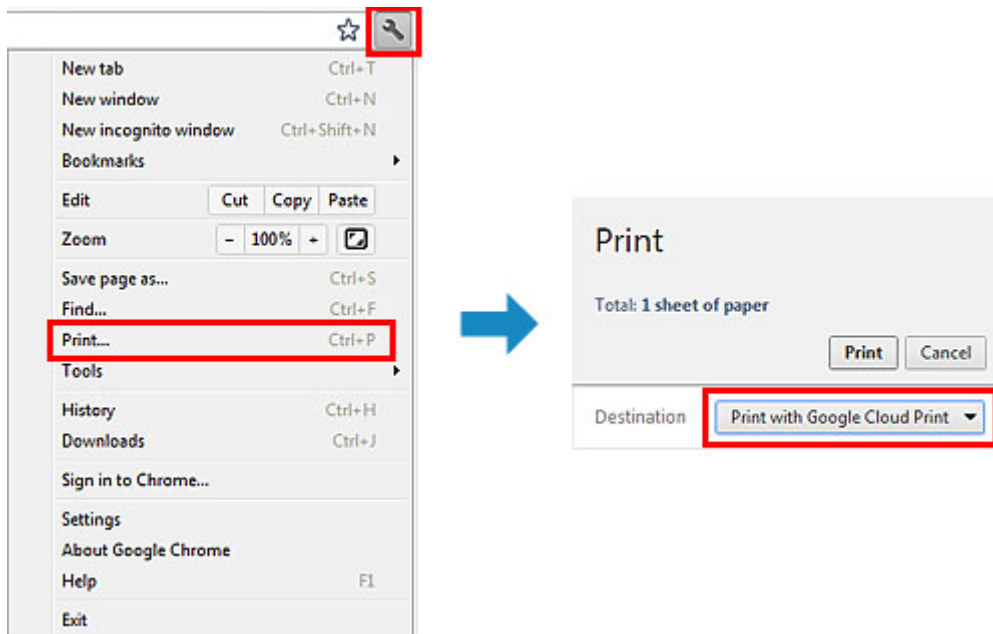 New tab Ctrl+T
New window Ctrl+N
New incognito window Ctrl+Shift+N
Bookmarks
Edit Cut Copy Paste
Zoom - 100% +
Save page as... Ctrl+S
Find... Ctrl+F
Print... Ctrl+P
Tools
History Ctrl+H
Downloads Ctrl+J
Sign in to Chrome...
Settings
About Google Chrome
Help F1
Exit
Print
Total: 1 sheet of paper
Print Cancel
Destination Print with Google Cloud Print